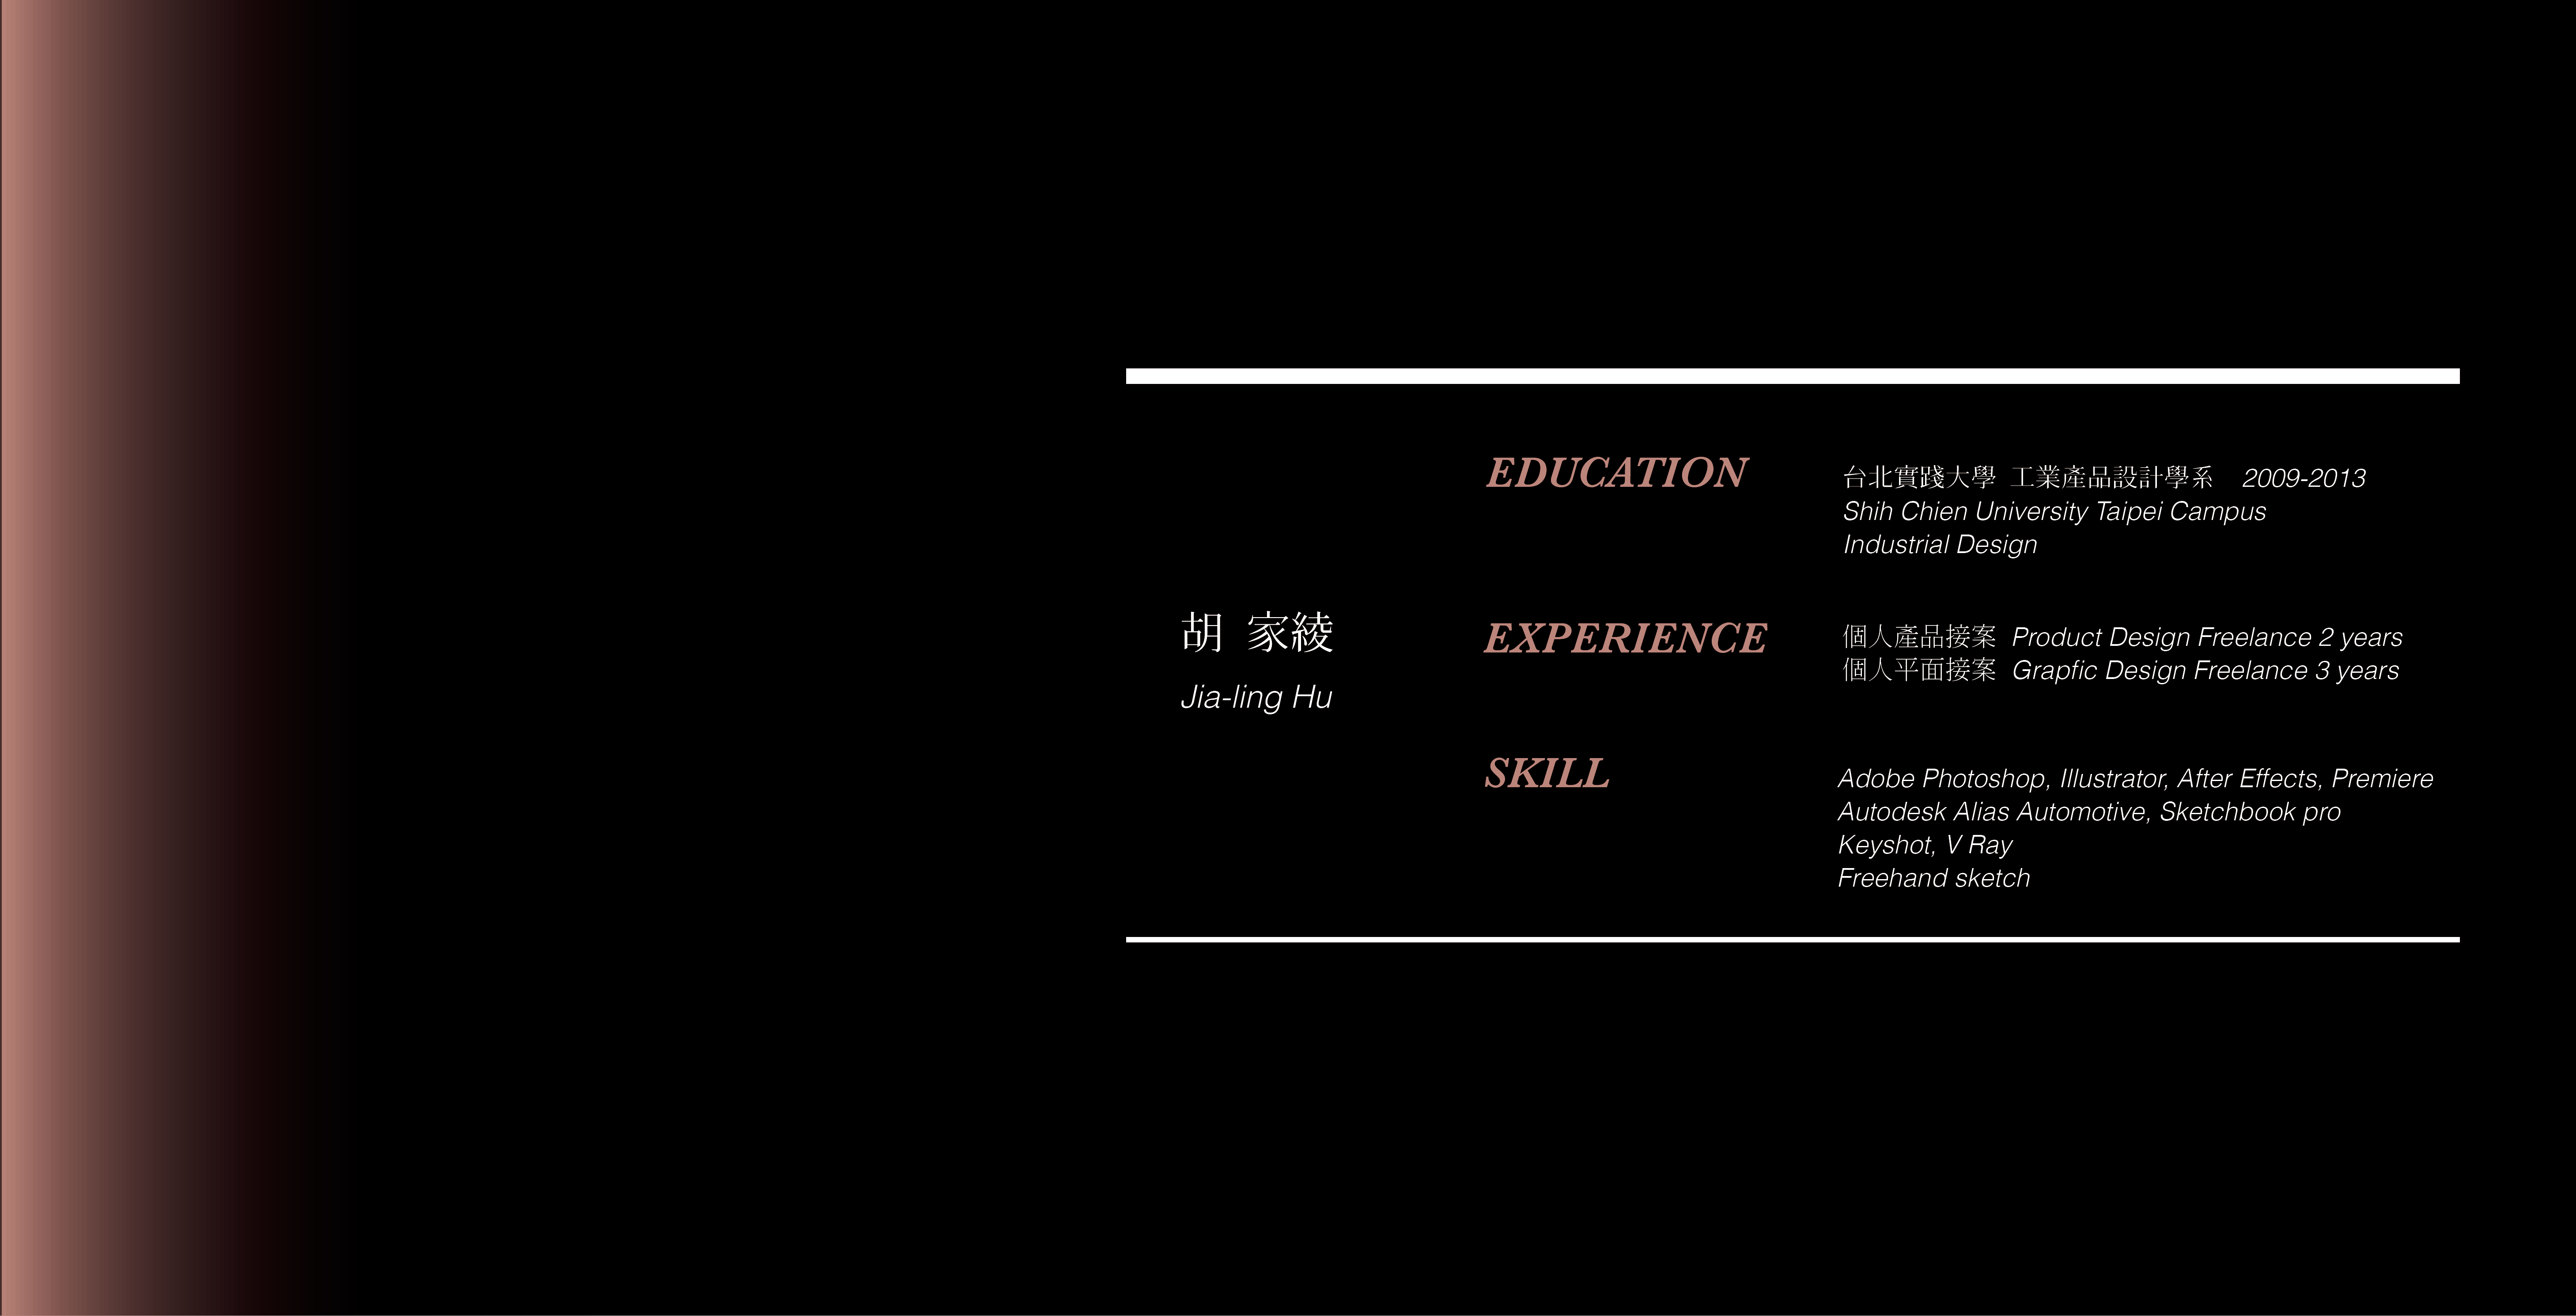 胡 家綾
Jia-ling Hu
EDUCATION
台北實踐大學 工業產品設計學系 2009-2013
Shih Chien University Taipei Campus
Industrial Design
EXPERIENCE
個人產品接案 Product Design Freelance 2 years
個人平面接案 Grapfic Design Freelance 3 years
SKILL
Adobe Photoshop, Illustrator, After Effects, Premiere
Autodesk Alias Automotive, Sketchbook pro
Keyshot, V Ray
Freehand sketch